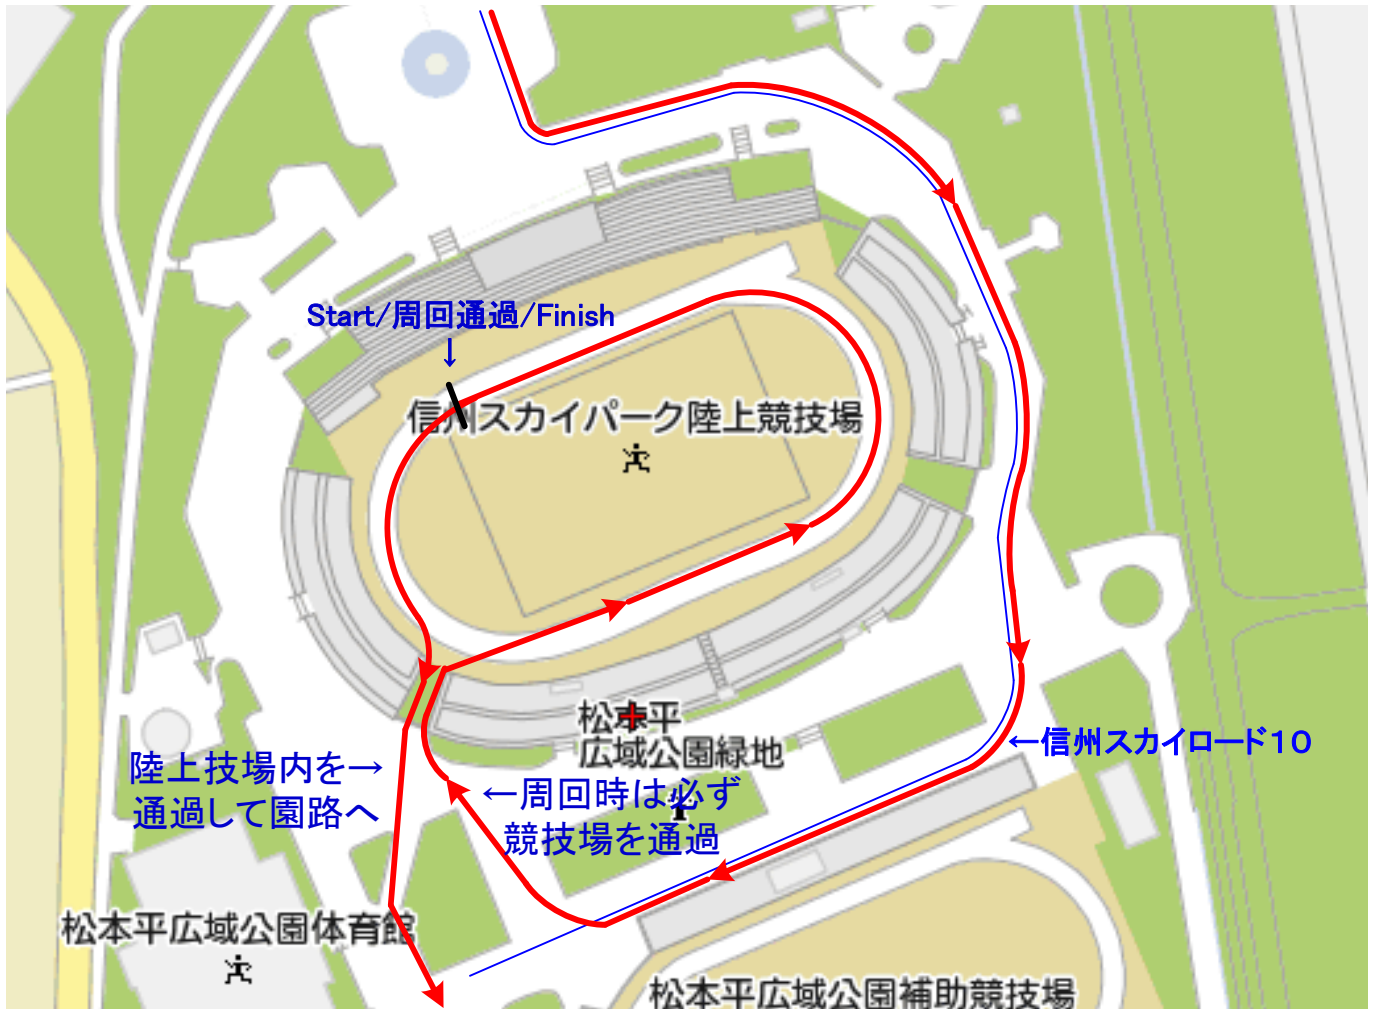 Start/周回通過/Finish
↓
信州スカイパーク陸上競技場
松本平
広域公園緑地
←信州スカイロード10
陸上技場内を→
通過して園路へ
←周回時は必ず
競技場を通過
松本平広域公園体育館
松本平広域公園補助競技場